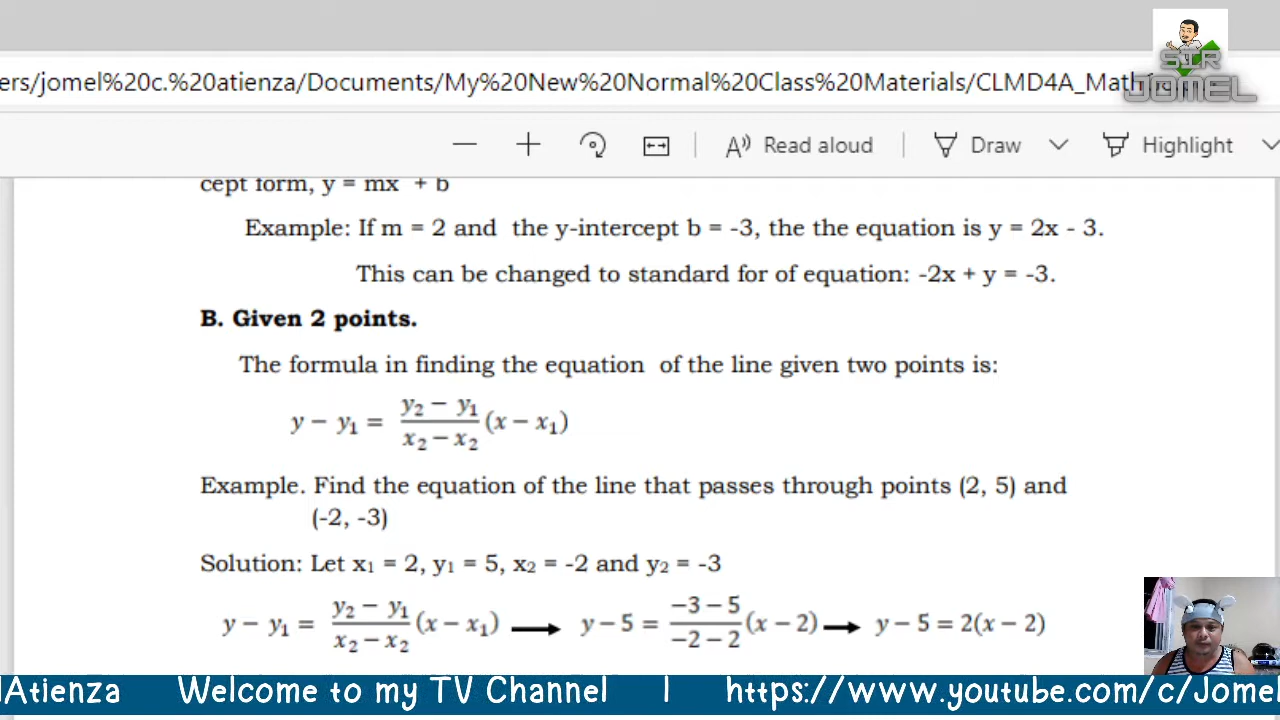 SIR
JOMEL
ers/jomel%20c.%20atienza/Documents/My%20New%20Normal%20Class%20Materials/CLMD4A_Math
Read aloud
Draw
Highlight
cept form, y = mx + b
Example: If m = 2 and the y-intercept b = -3, the the equation is y = 2x - 3.
This can be changed to standard for of equation: -2x + y = -3.
B. Given 2 points.
The formula in finding the equation of the line given two points is:
y − y₁ = (y₂ − y₁)/(x₂ − x₂) (x − x₁)
Example. Find the equation of the line that passes through points (2, 5) and
(-2, -3)
Solution: Let x₁ = 2, y₁ = 5, x₂ = -2 and y₂ = -3
y − y₁ = (y₂ − y₁)/(x₂ − x₂) (x − x₁) ⟶ y − 5 = (−3 − 5)/(−2 − 2) (x − 2) ⟶ y − 5 = 2(x − 2)
lAtienza Welcome to my TV Channel | https://www.youtube.com/c/Jomel